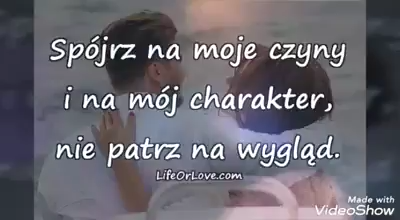 Spójrz na moje czyny
i na mój charakter,
nie patrz na wygląd.
LifeOrLove.com
Made with
VideoShow